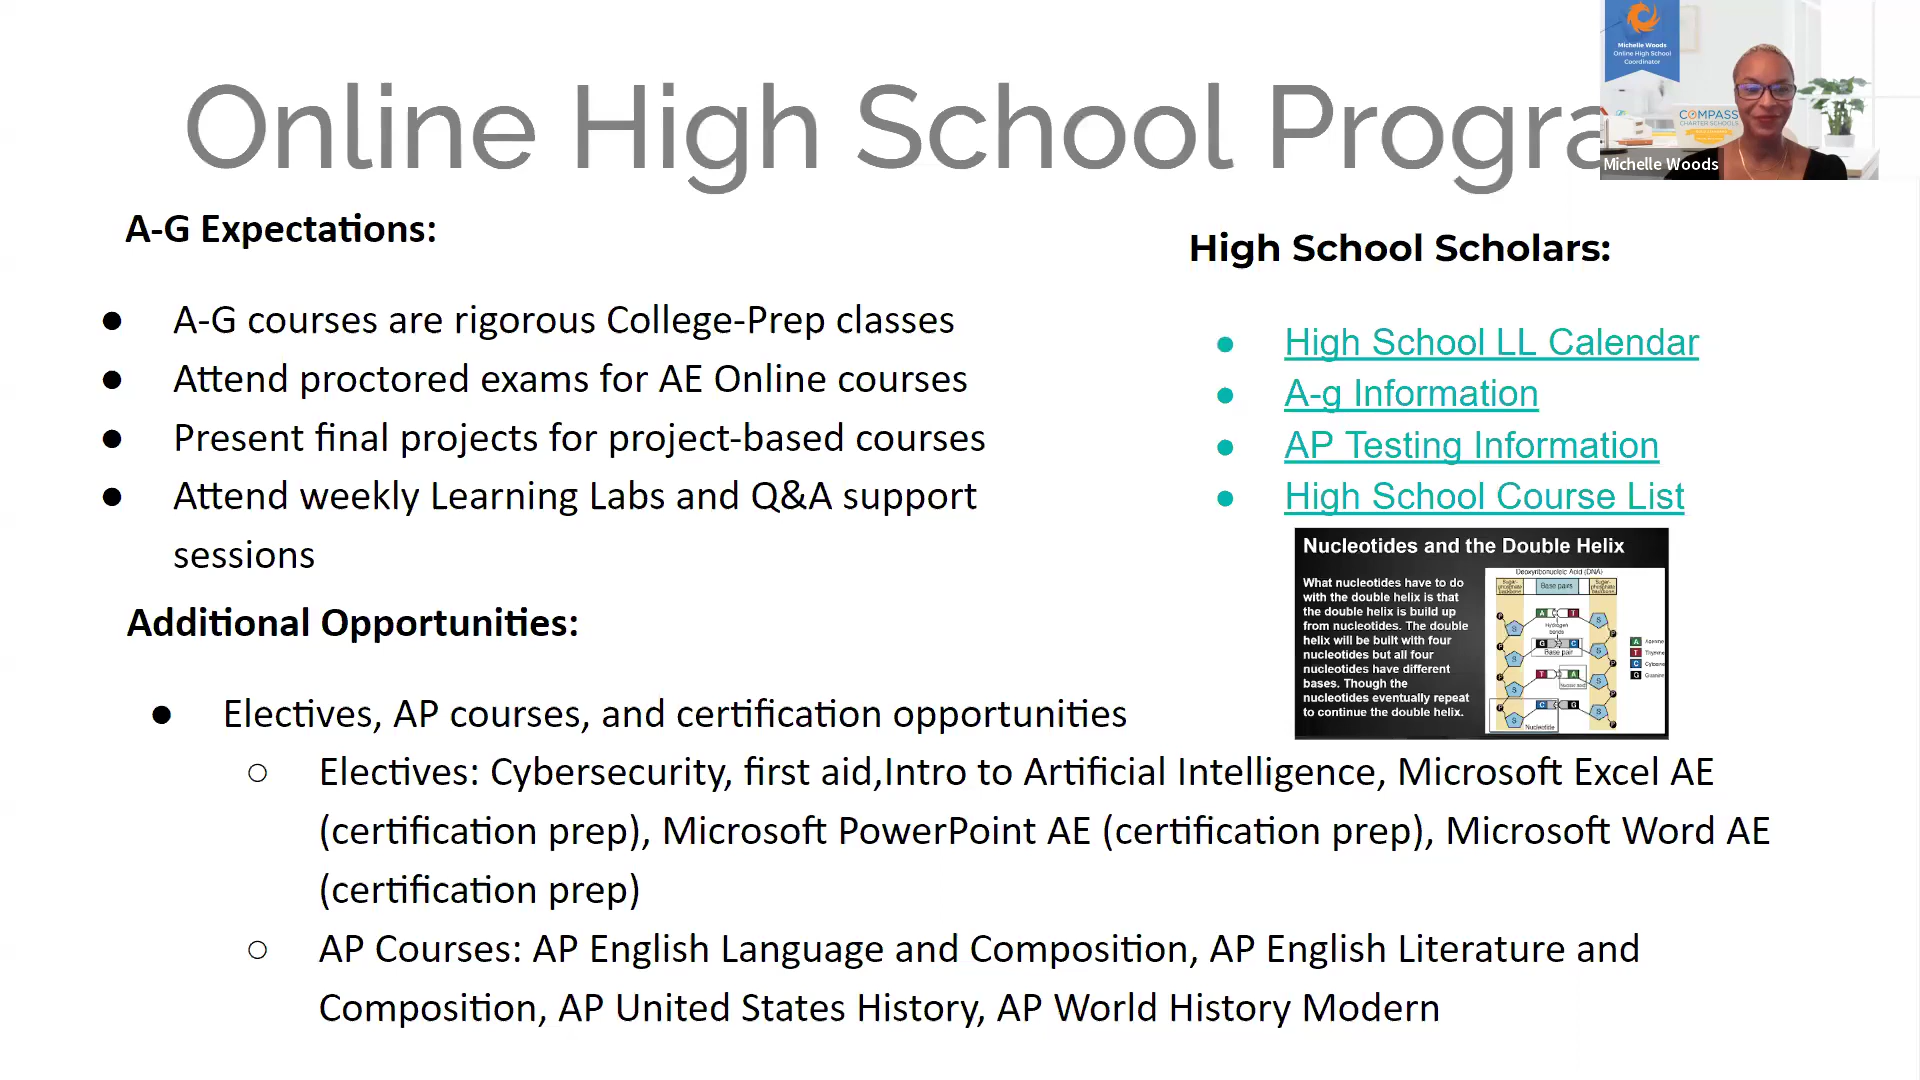 Online High School Progra
Michelle Woods
Online High School
Coordinator
COMPASS
CHARTER SCHOOLS
Michelle Woods
A-G Expectations:
● A-G courses are rigorous College-Prep classes
● Attend proctored exams for AE Online courses
● Present final projects for project-based courses
● Attend weekly Learning Labs and Q&A support
sessions
High School Scholars:
● High School LL Calendar
● A-g Information
● AP Testing Information
● High School Course List
Nucleotides and the Double Helix
What nucleotides have to do
with the double helix is that
the double helix is build up
from nucleotides. The double
helix will be built with four
nucleotides but all four
nucleotides have different
bases. Though the
nucleotides eventually repeat
to continue the double helix.
Deoxyribonucleic Acid (DNA)
Sugar-phosphate backbone
Base pairs
Sugar-phosphate backbone
A T
Hydrogen
bonds
G C
Base pair
T A
C G
Nucleotide
A Adenine
T Thymine
C Cytosine
G Guanine
Additional Opportunities:
● Electives, AP courses, and certification opportunities
○ Electives: Cybersecurity, first aid,Intro to Artificial Intelligence, Microsoft Excel AE
(certification prep), Microsoft PowerPoint AE (certification prep), Microsoft Word AE
(certification prep)
○ AP Courses: AP English Language and Composition, AP English Literature and
Composition, AP United States History, AP World History Modern